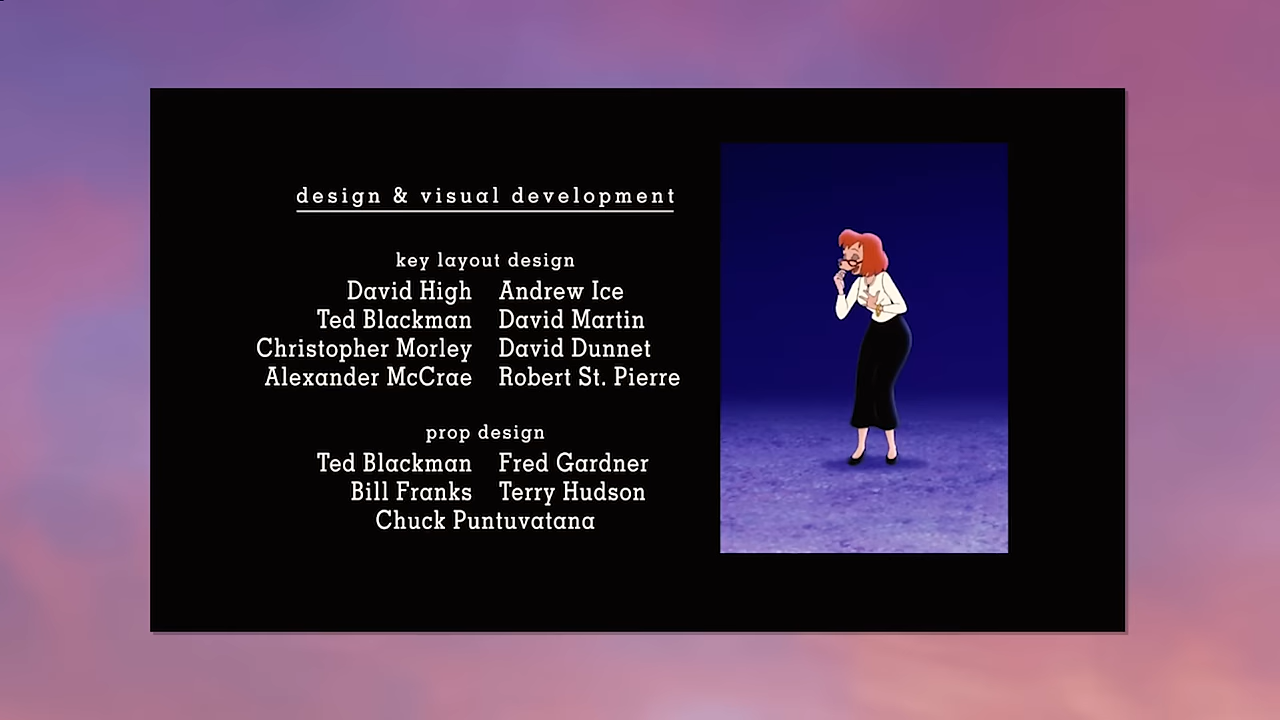 design & visual development
key layout design
David High Andrew Ice
Ted Blackman David Martin
Christopher Morley David Dunnet
Alexander McCrae Robert St. Pierre
prop design
Ted Blackman Fred Gardner
Bill Franks Terry Hudson
Chuck Puntuvatana